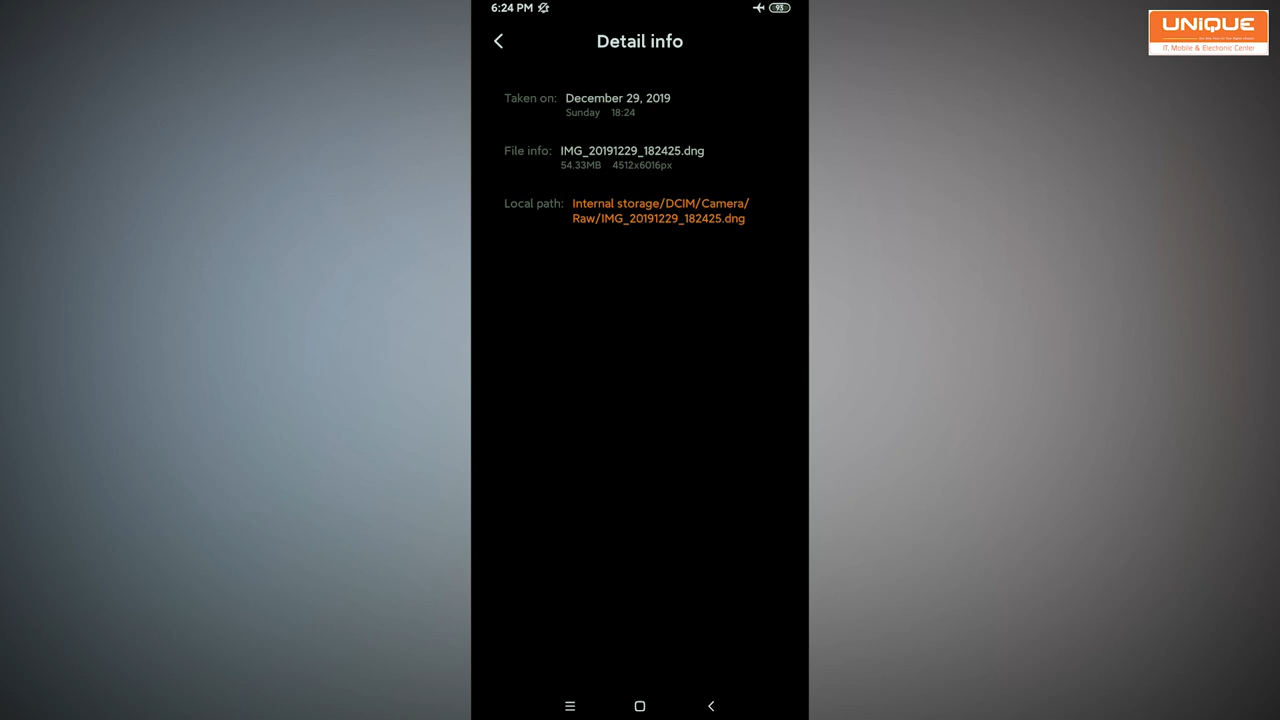 6:24 PM
93
UNIQUE
IT, Mobile & Electronic Center
Detail info
Taken on: December 29, 2019
Sunday 18:24
File info: IMG_20191229_182425.dng
54.33MB 4512x6016px
Local path: Internal storage/DCIM/Camera/
Raw/IMG_20191229_182425.dng